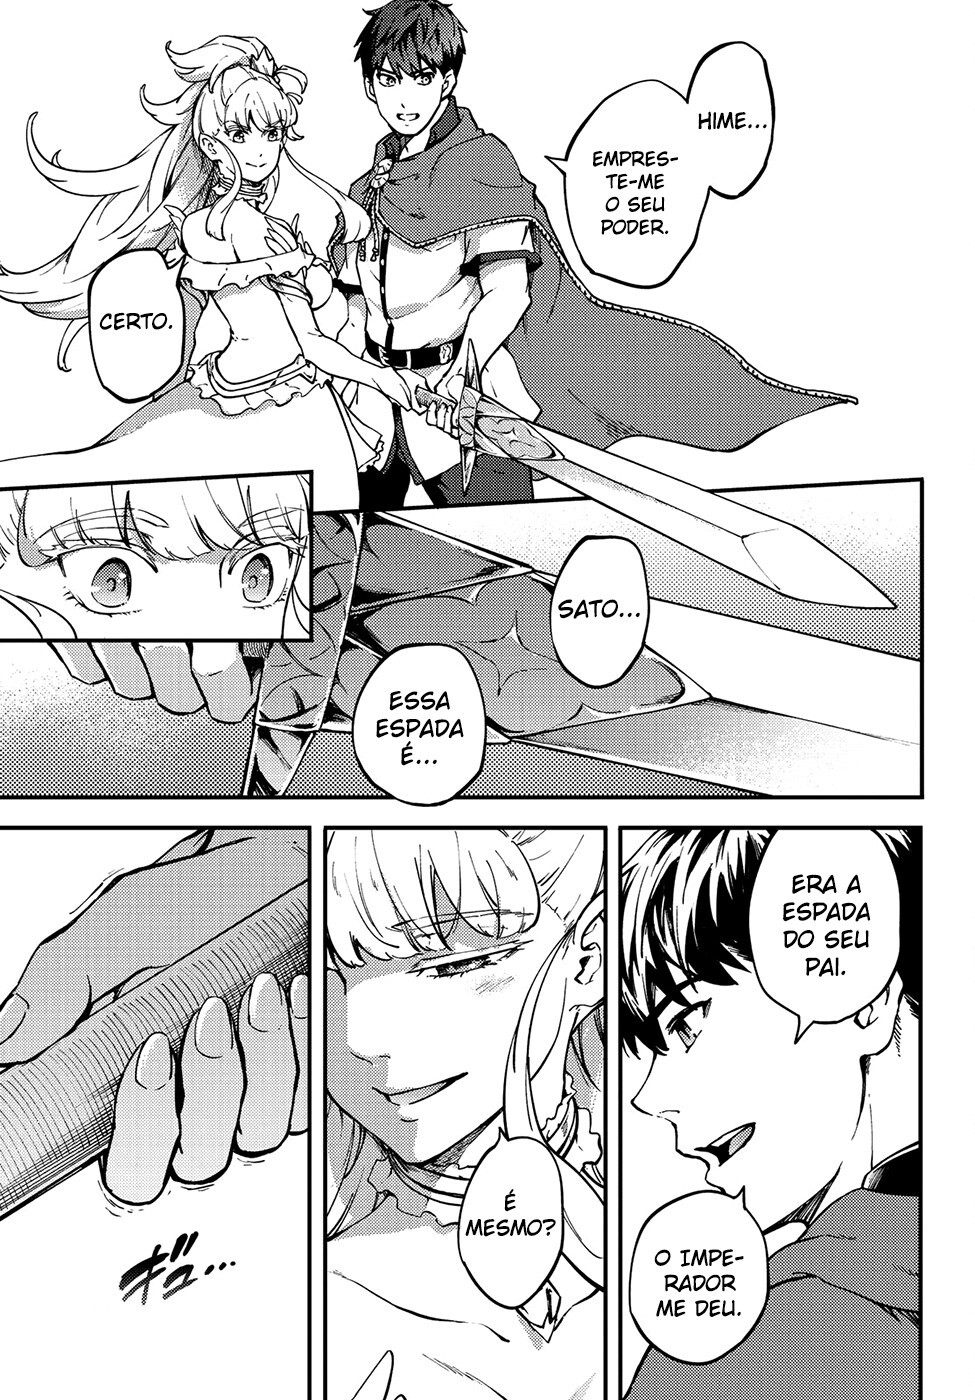 HIME...
EMPRES-
TE-ME
O SEU
PODER.
CERTO.
SATO...
ESSA
ESPADA
É...
ERA A
ESPADA
DO SEU
PAI.
O IMPE-
RADOR
ME DEU.
É
MESMO?
ギュ...